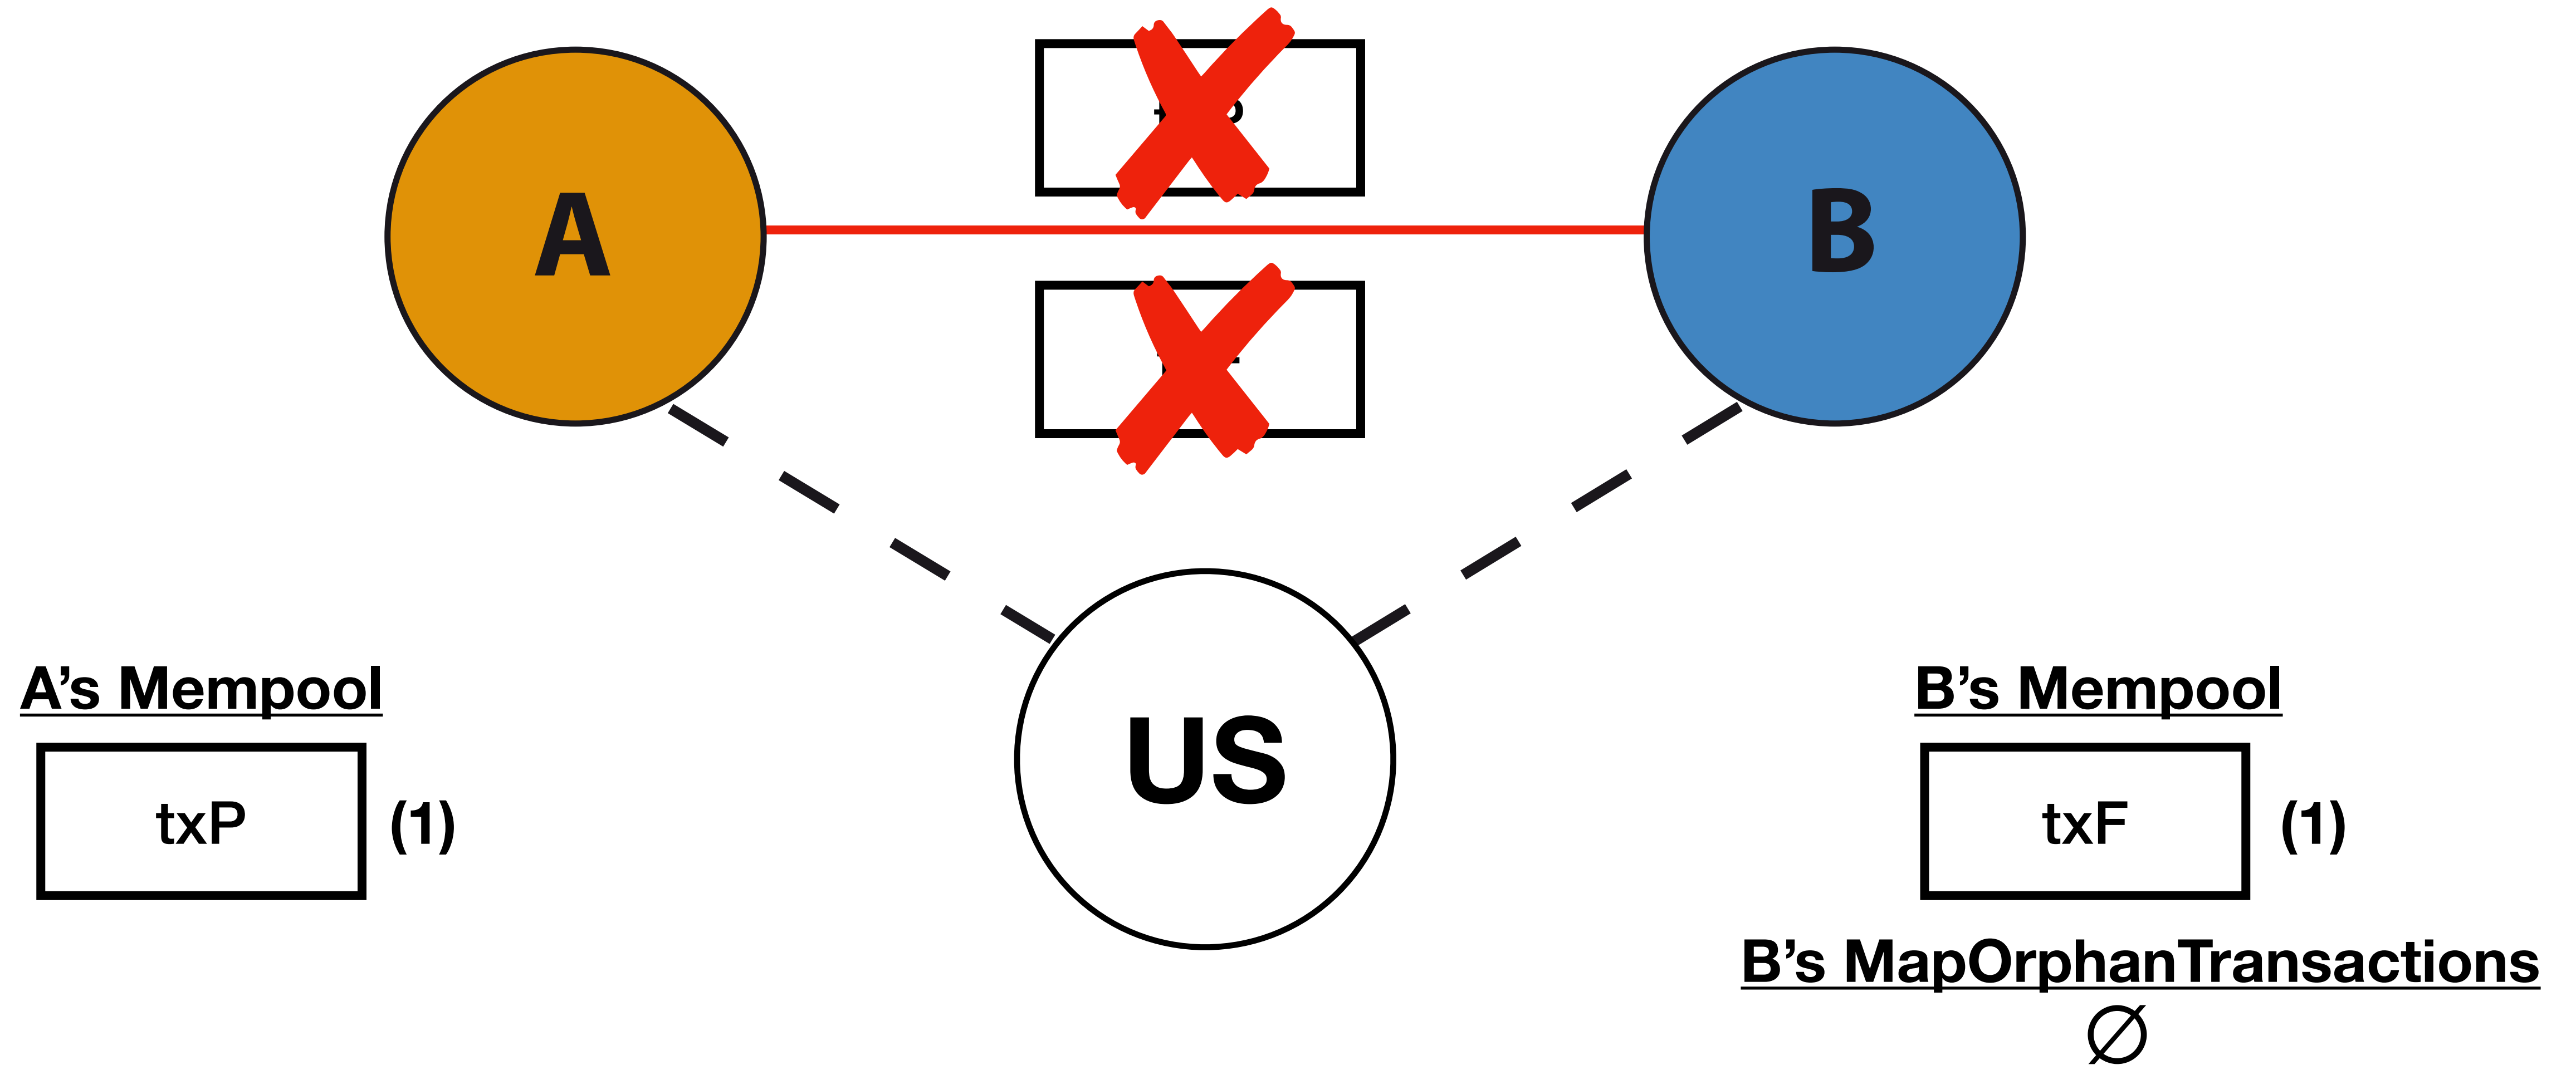 A
B
US
A’s Mempool
txP
(1)
B’s Mempool
txF
(1)
B’s MapOrphanTransactions
∅